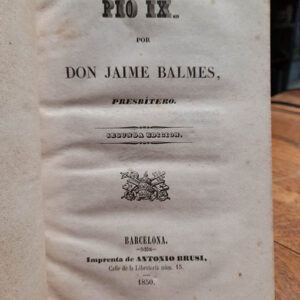 PIO IX.
POR
DON JAIME BALMES,
PRESBÍTERO.
SEGUNDA EDICION.
BARCELONA.
Imprenta de ANTONIO BRUSI,
Calle de la Libretería núm. 15.
1850.